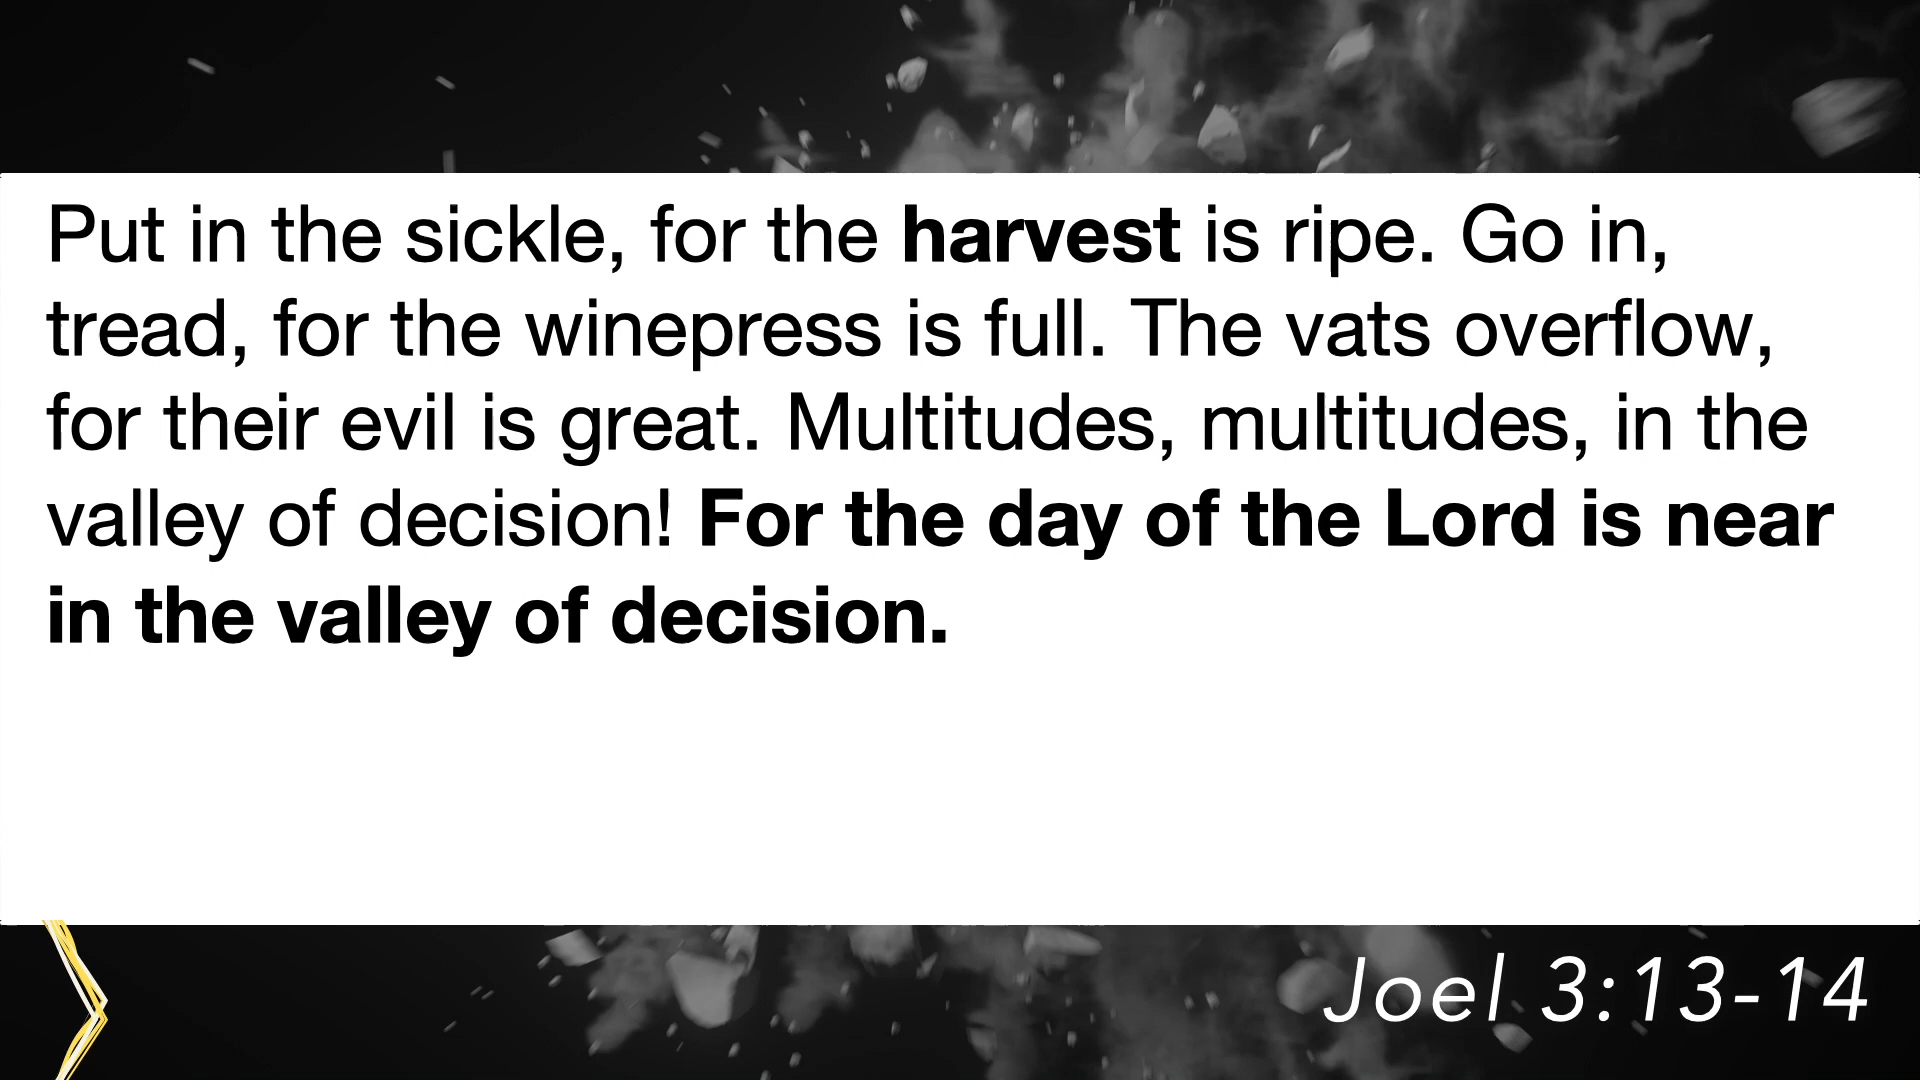 Put in the sickle, for the harvest is ripe. Go in,
tread, for the winepress is full. The vats overflow,
for their evil is great. Multitudes, multitudes, in the
valley of decision! For the day of the Lord is near
in the valley of decision.
Joel 3:13-14